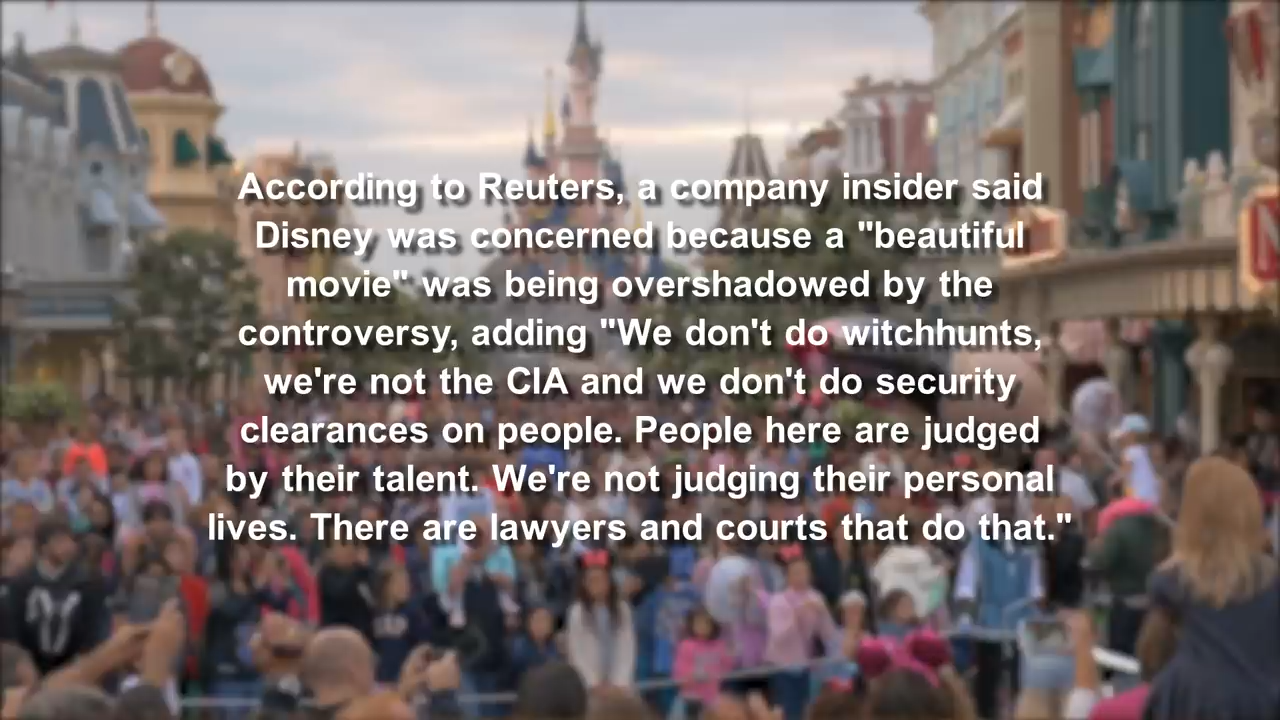 According to Reuters, a company insider said
Disney was concerned because a "beautiful
movie" was being overshadowed by the
controversy, adding "We don't do witchhunts,
we're not the CIA and we don't do security
clearances on people. People here are judged
by their talent. We're not judging their personal
lives. There are lawyers and courts that do that."